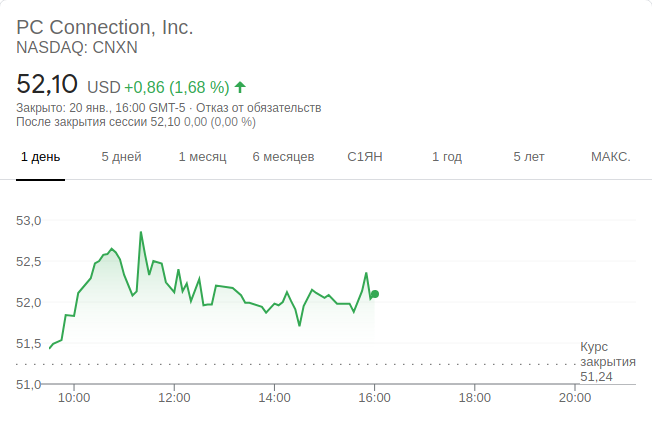 PC Connection, Inc.
NASDAQ: CNXN
52,10 USD +0,86 (1,68 %)
Закрыто: 20 янв., 16:00 GMT-5 · Отказ от обязательств
После закрытия сессии 52,10 0,00 (0,00 %)
1 день 5 дней 1 месяц 6 месяцев С1ЯН 1 год 5 лет МАКС.
53,0
52,5
52,0
51,5
Курс
закрытия
51,24
51,0
10:00 12:00 14:00 16:00 18:00 20:00